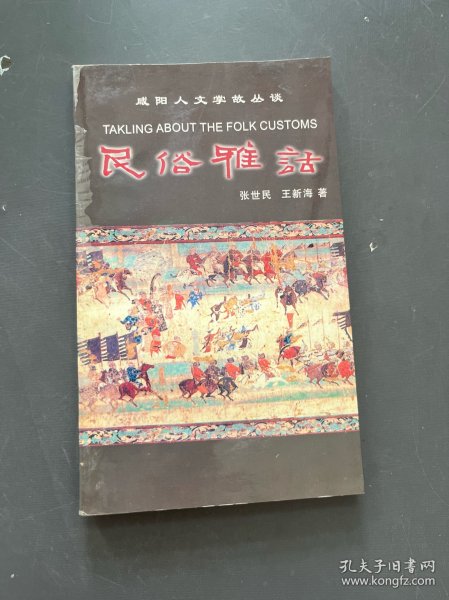 咸阳人文掌故丛谈
TAKLING ABOUT THE FOLK CUSTOMS
民俗雅話
张世民 王新海 著
孔夫子旧书网
www.kongfz.com